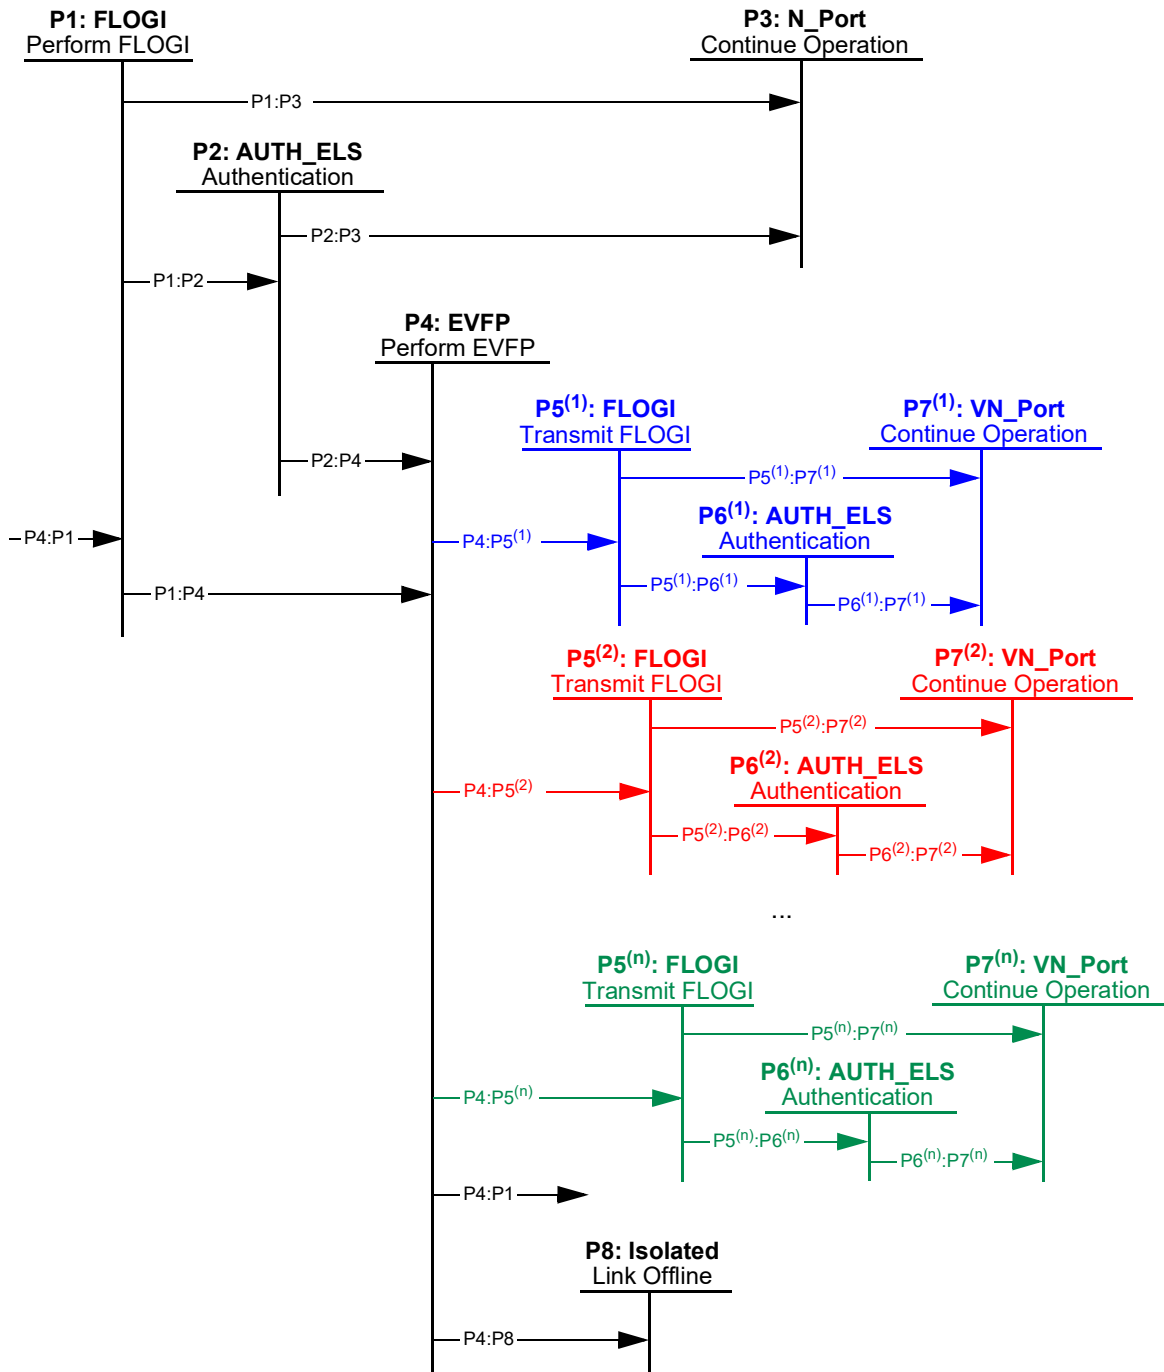 P1: FLOGI
Perform FLOGI
P3: N_Port
Continue Operation
P1:P3
P2: AUTH_ELS
Authentication
P2:P3
P1:P2
P4: EVFP
Perform EVFP
P5(1): FLOGI
Transmit FLOGI
P7(1): VN_Port
Continue Operation
P2:P4
P5(1):P7(1)
P6(1): AUTH_ELS
Authentication
P4:P1
P4:P5(1)
P5(1):P6(1)
P1:P4
P6(1):P7(1)
P5(2): FLOGI
Transmit FLOGI
P7(2): VN_Port
Continue Operation
P5(2):P7(2)
P6(2): AUTH_ELS
Authentication
P4:P5(2)
P5(2):P6(2)
P6(2):P7(2)
...
P5(n): FLOGI
Transmit FLOGI
P7(n): VN_Port
Continue Operation
P5(n):P7(n)
P6(n): AUTH_ELS
Authentication
P4:P5(n)
P5(n):P6(n)
P6(n):P7(n)
P4:P1
P8: Isolated
Link Offline
P4:P8